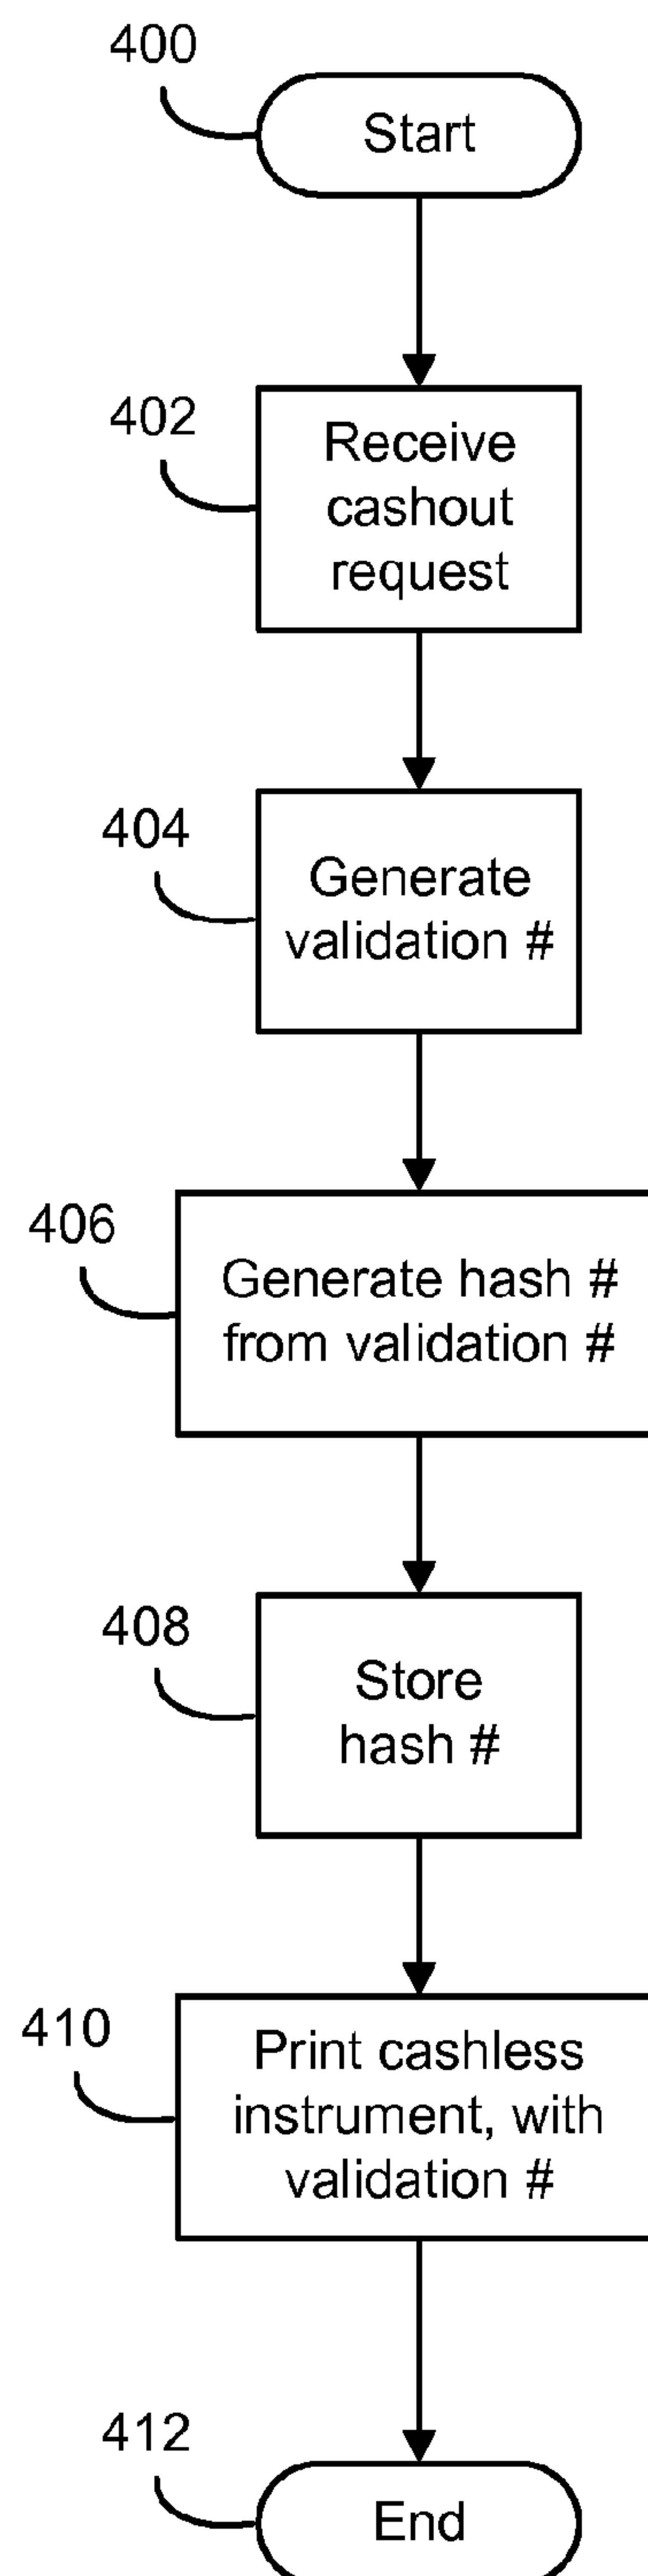 400
Start
402
Receive
cashout
request
404
Generate
validation #
406
Generate hash #
from validation #
408
Store
hash #
410
Print cashless
instrument, with
validation #
412
End